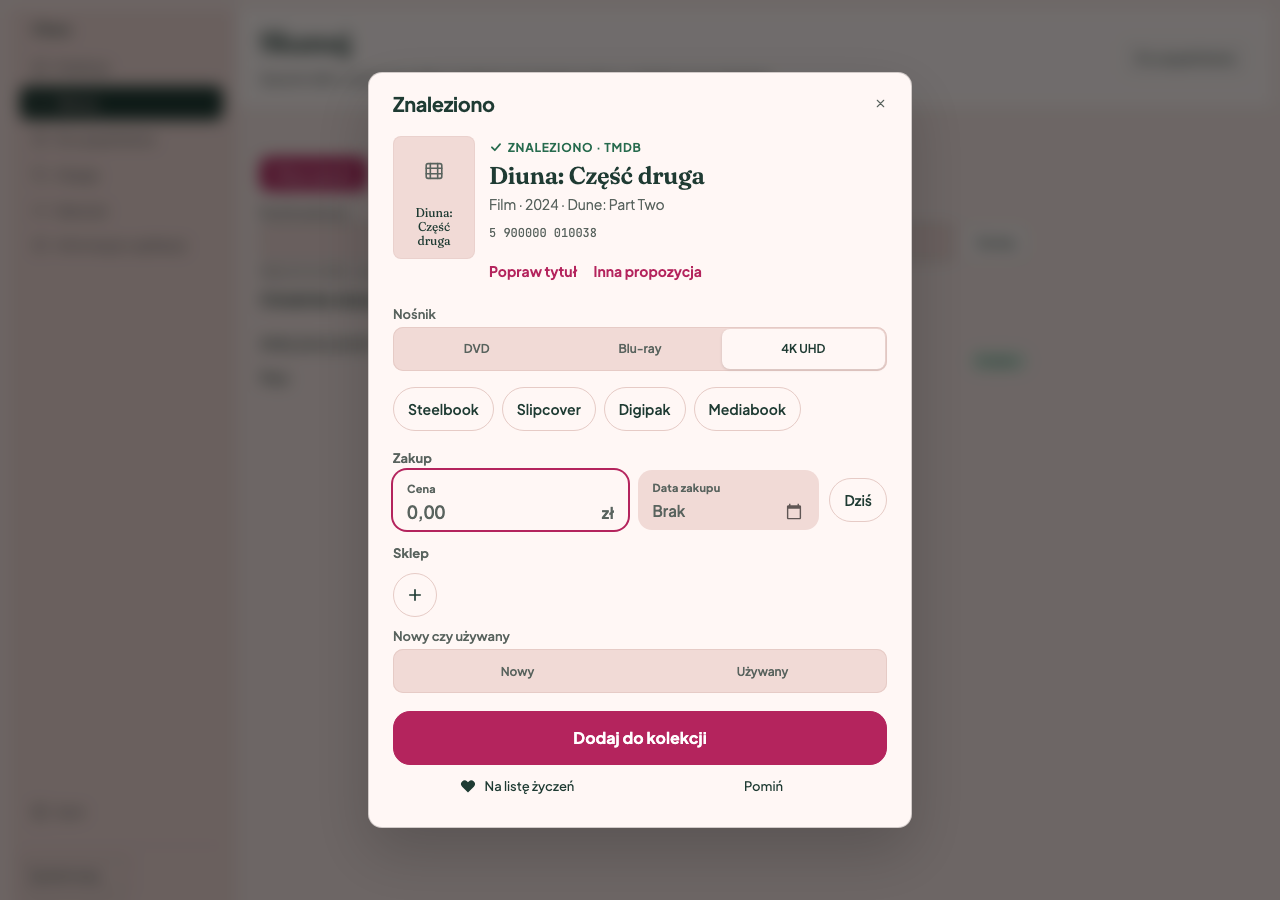 Znaleziono
ZNALEZIONO · TMDB
Diuna: Część druga
Film · 2024 · Dune: Part Two
5 900000 010038
Diuna:
Część
druga
Popraw tytuł Inna propozycja
Nośnik
DVD Blu-ray 4K UHD
Steelbook Slipcover Digipak Mediabook
Zakup
Cena
0,00 zł
Data zakupu
Brak
Dziś
Sklep
Nowy czy używany
Nowy Używany
Dodaj do kolekcji
Na listę życzeń Pomiń